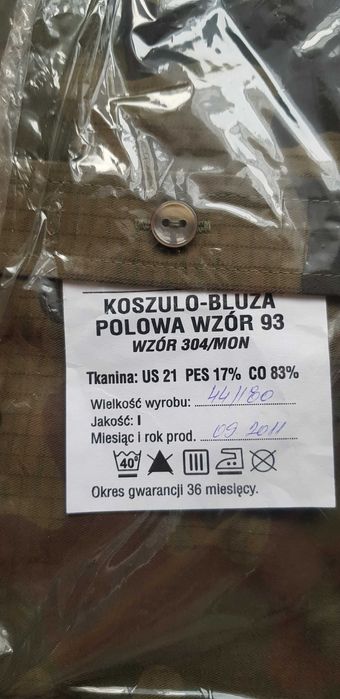 KOSZULO-BLUZA
POLOWA WZÓR 93
WZÓR 304/MON
Tkanina: US 21 PES 17% CO 83%
Wielkość wyrobu: 44/180
Jakość: I
Miesiąc i rok prod. 09 2011
40°
Okres gwarancji 36 miesięcy.